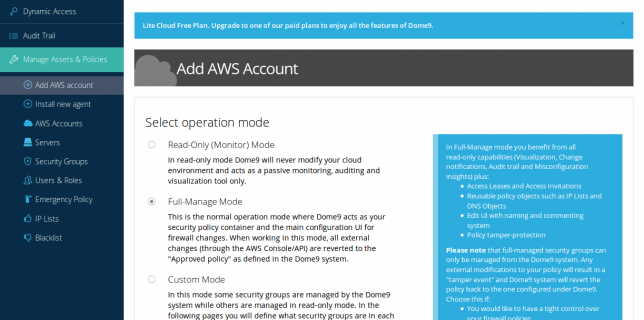 Dynamic Access
Audit Trail
Manage Assets & Policies
Add AWS account
Install new agent
AWS Accounts
Servers
Security Groups
Users & Roles
Emergency Policy
IP Lists
Blacklist
Lite Cloud Free Plan. Upgrade to one of our paid plans to enjoy all the features of Dome9.
×
Add AWS Account
Select operation mode
Read-Only (Monitor) Mode
In read-only mode Dome9 will never modify your cloud
environment and acts as a passive monitoring, auditing and
visualization tool only.
Full-Manage Mode
This is the normal operation mode where Dome9 acts as your
security policy container and the main configuration UI for
firewall changes. When working in this mode, all external
changes (through the AWS Console/API) are reverted to the
"Approved policy" as defined in the Dome9 system.
Custom Mode
In this mode some security groups are managed by the Dome9
system while others are managed in read-only mode. In the
following pages you will define what security groups are in each
In Full-Manage mode you benefit from all
read-only capabilities (Visualization, Change
notifications, Audit trail and Misconfiguration
insights) plus:
Access Leases and Access Invitations
Reusable policy objects such as IP Lists and
DNS Objects
Edit UI with naming and commenting
system
Policy tamper-protection
Please note that full-managed security groups can
only be managed from the Dome9 system. Any
external modifications to your policy will result in a
"tamper event" and Dome9 system will revert the
policy back to the one configured under Dome9.
Choose this if:
You would like to have a tight control over
your firewall policies